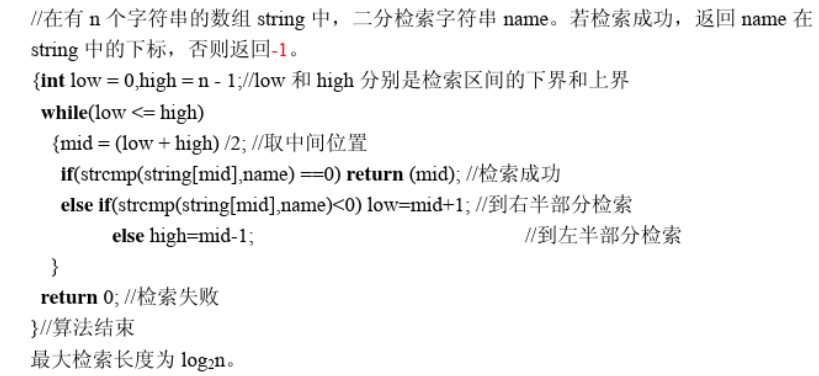 //在有 n 个字符串的数组 string 中，二分检索字符串 name。若检索成功，返回 name 在
string 中的下标，否则返回-1。
{int low = 0,high = n - 1;//low 和 high 分别是检索区间的下界和上界
while(low <= high)
{mid = (low + high) /2; //取中间位置
if(strcmp(string[mid],name) ==0) return (mid); //检索成功
else if(strcmp(string[mid],name)<0) low=mid+1; //到右半部分检索
else high=mid-1; //到左半部分检索
}
return 0; //检索失败
}//算法结束
最大检索长度为 log₂n。